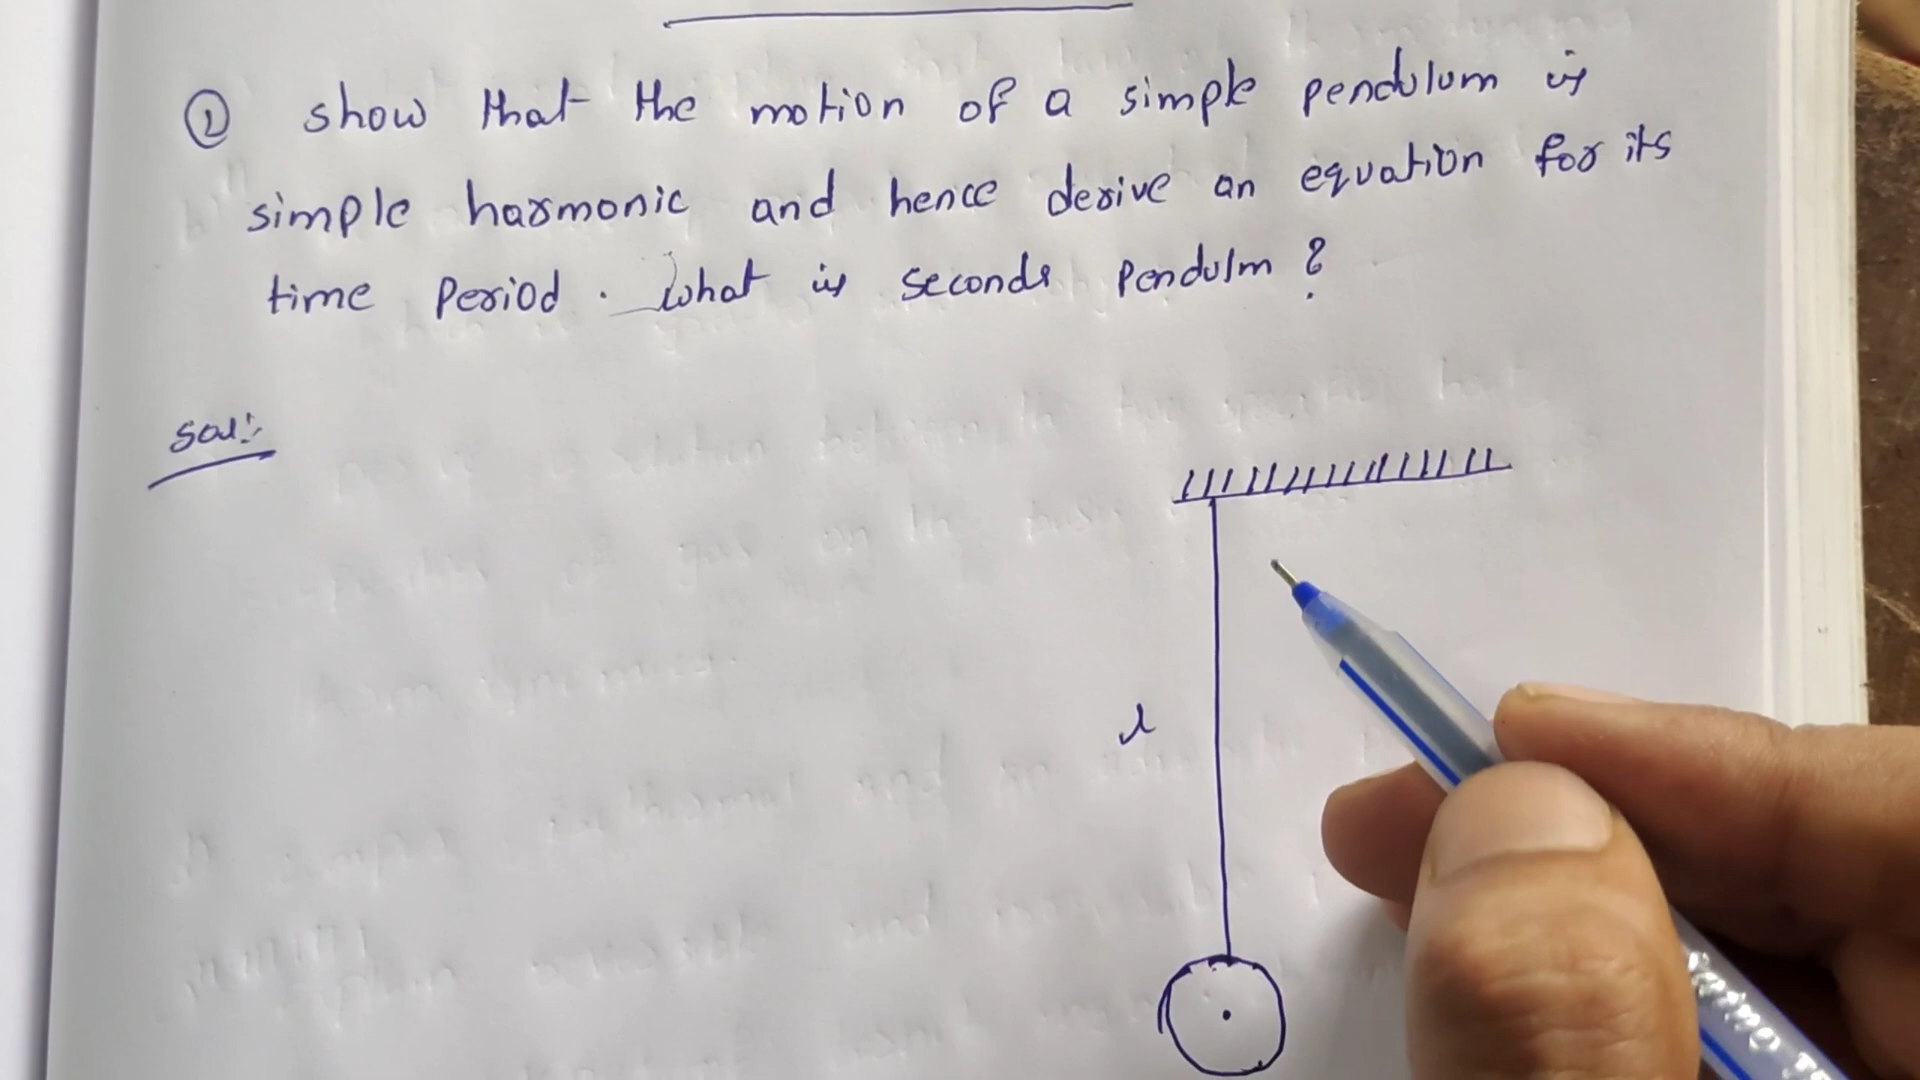 ① show that the motion of a simple pendulum is
simple harmonic and hence derive an equation for its
time period. What is seconds pendulm?
Sol:
l